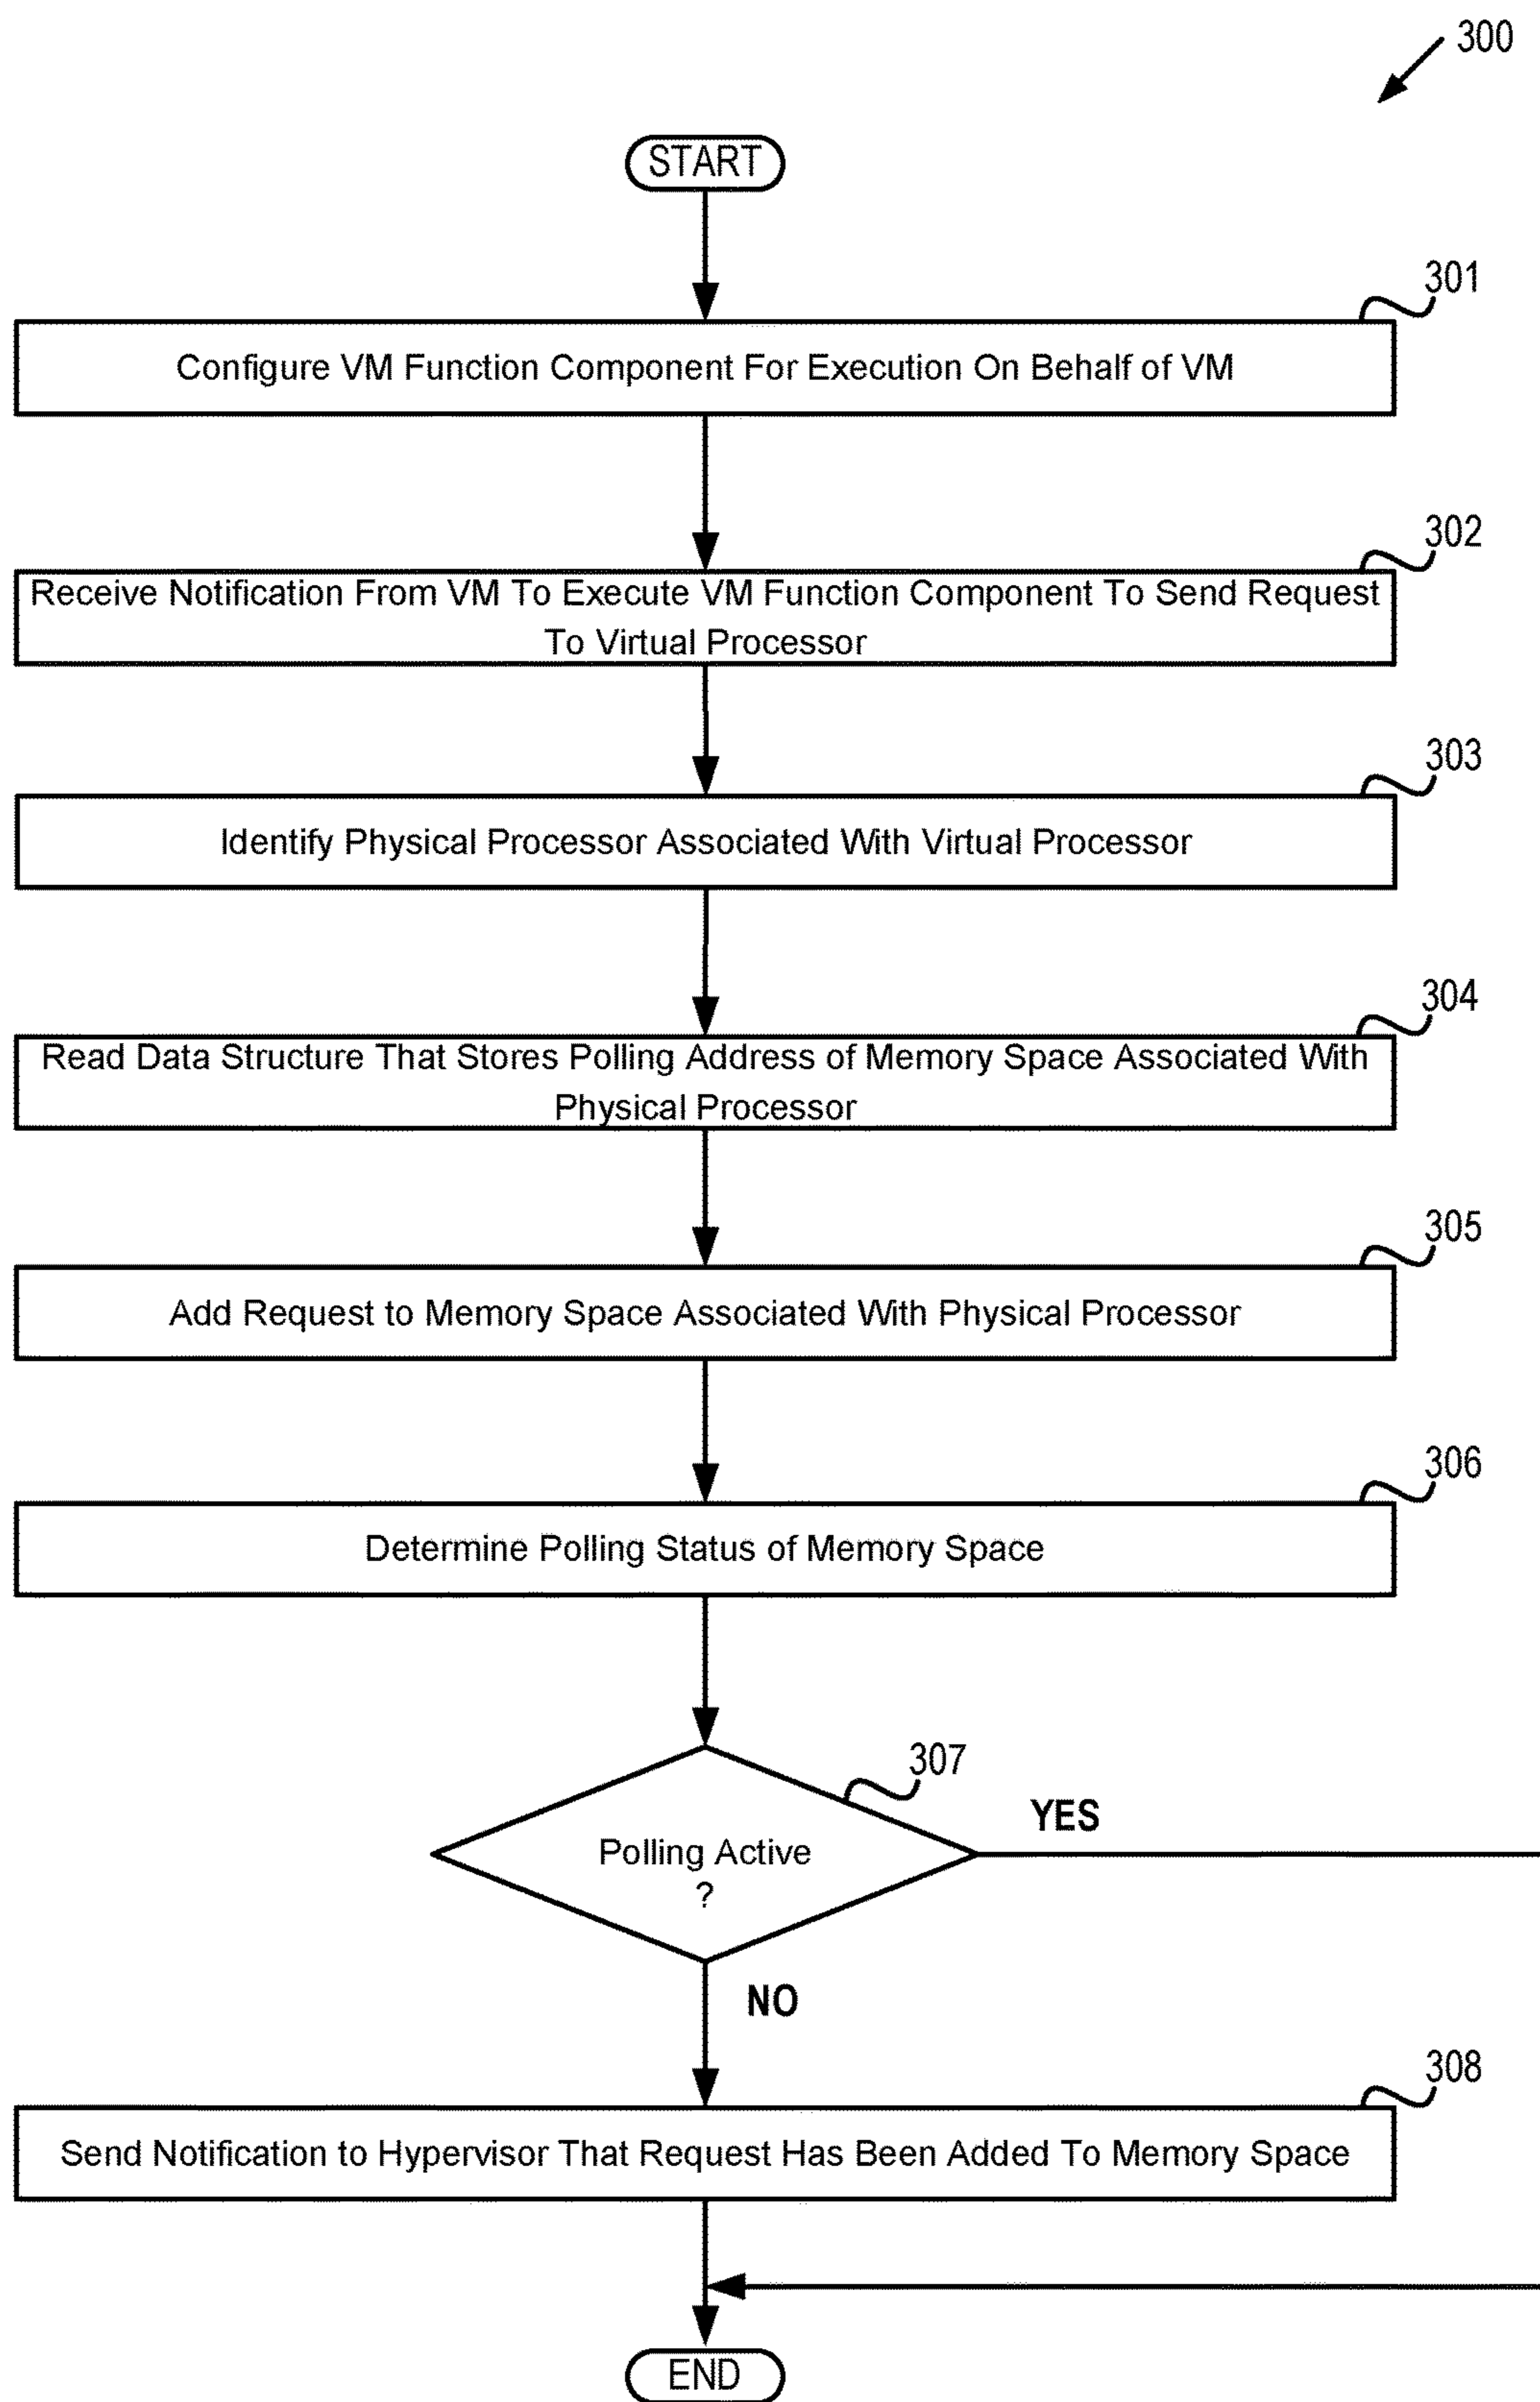 300
START
301
Configure VM Function Component For Execution On Behalf of VM
302
Receive Notification From VM To Execute VM Function Component To Send Request
To Virtual Processor
303
Identify Physical Processor Associated With Virtual Processor
304
Read Data Structure That Stores Polling Address of Memory Space Associated With
Physical Processor
305
Add Request to Memory Space Associated With Physical Processor
306
Determine Polling Status of Memory Space
307
YES
Polling Active
?
NO
308
Send Notification to Hypervisor That Request Has Been Added To Memory Space
END